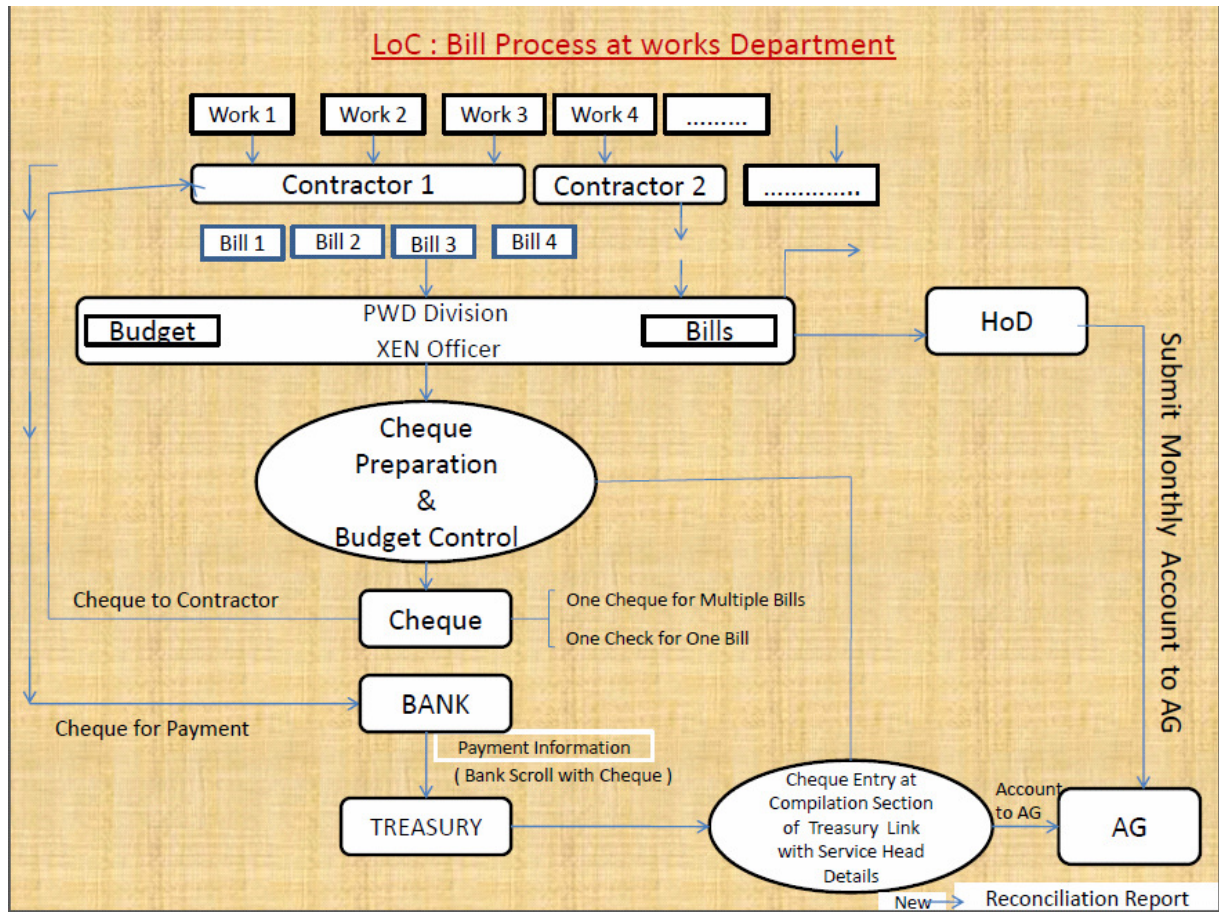 LoC : Bill Process at works Department
Work 1
Work 2
Work 3
Work 4
………
Contractor 1
Contractor 2
…………..
Bill 1
Bill 2
Bill 3
Bill 4
PWD Division
XEN Officer
Budget
Bills
HoD
Submit Monthly Account to AG
Cheque
Preparation
&
Budget Control
Cheque to Contractor
Cheque
One Cheque for Multiple Bills
One Check for One Bill
BANK
Cheque for Payment
Payment Information
( Bank Scroll with Cheque )
TREASURY
Cheque Entry at
Compilation Section
of Treasury Link
with Service Head
Details
Account
to AG
AG
New
Reconciliation Report